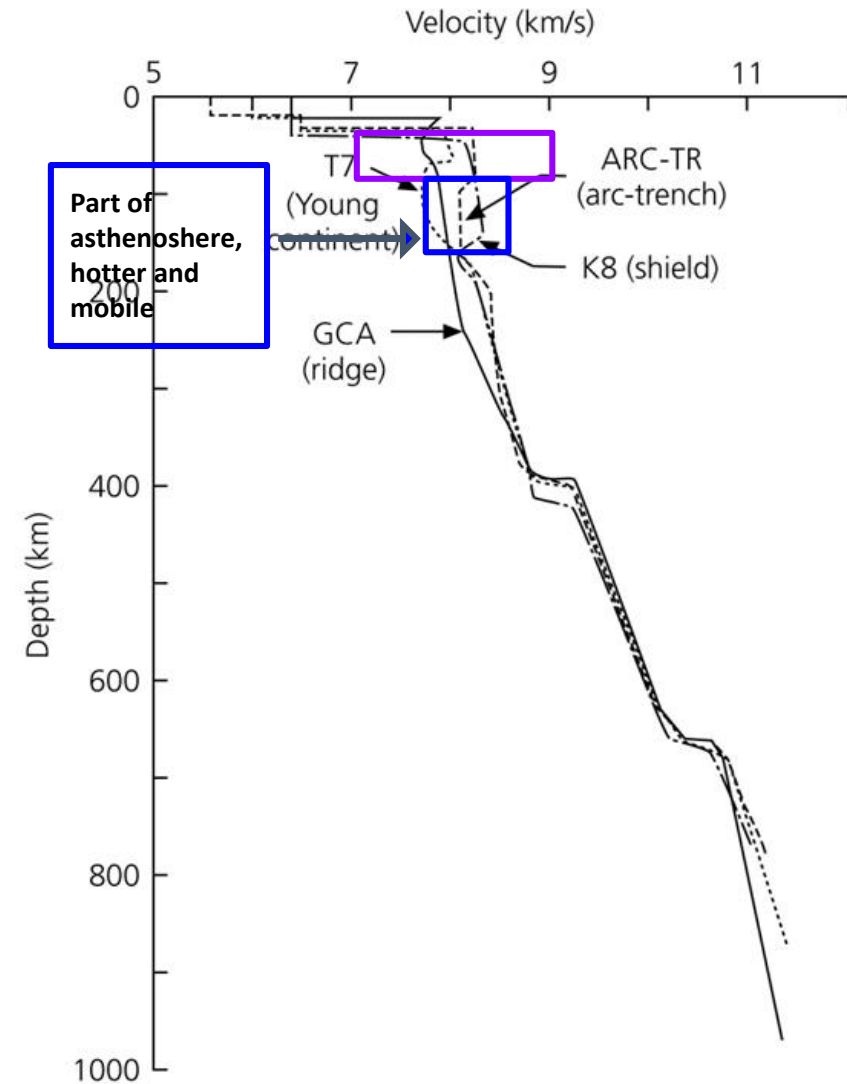 Velocity (km/s)
5 7 9 11
0
T7
(Young
continent)
ARC-TR
(arc-trench)
Part of
asthenoshere,
hotter and
mobile
K8 (shield)
200
GCA
(ridge)
400
Depth (km)
600
800
1000